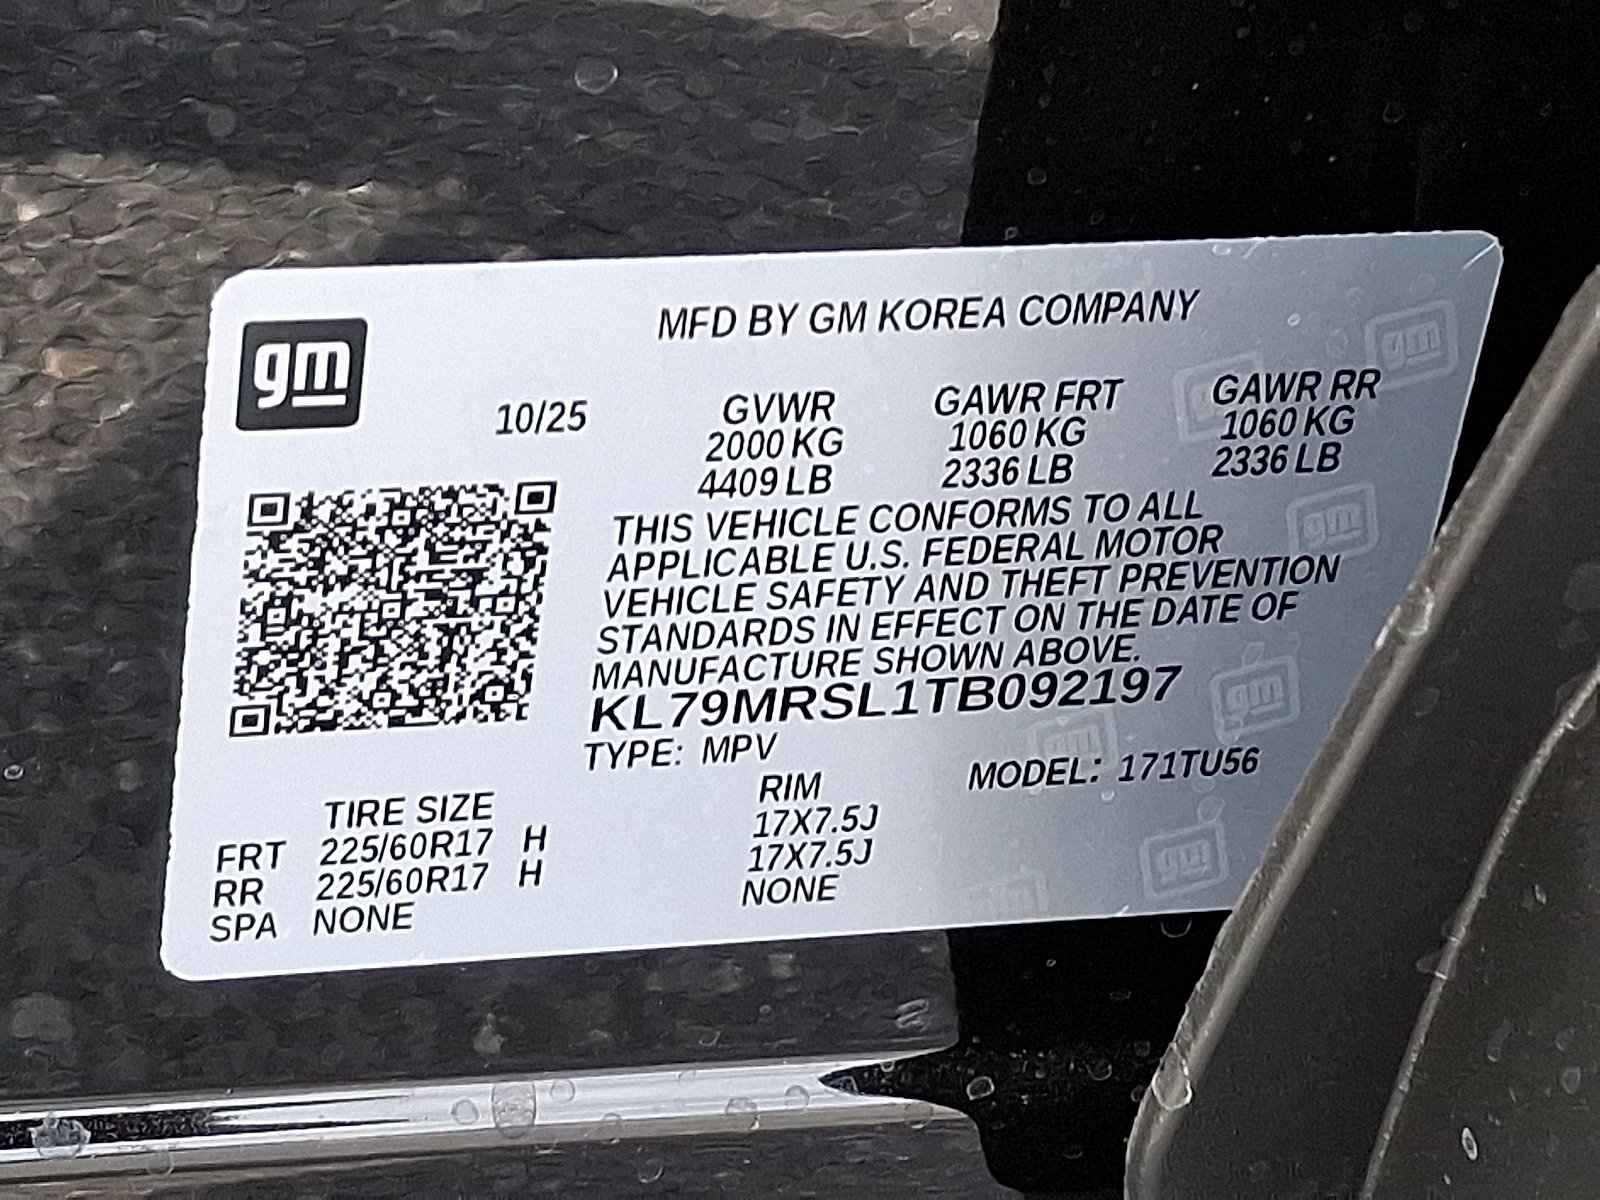 gm
MFD BY GM KOREA COMPANY
10/25 GVWR GAWR FRT GAWR RR
2000 KG 1060 KG 1060 KG
4409 LB 2336 LB 2336 LB
THIS VEHICLE CONFORMS TO ALL
APPLICABLE U.S. FEDERAL MOTOR
VEHICLE SAFETY AND THEFT PREVENTION
STANDARDS IN EFFECT ON THE DATE OF
MANUFACTURE SHOWN ABOVE.
KL79MRSL1TB092197
TYPE: MPV MODEL: 171TU56
TIRE SIZE RIM
FRT 225/60R17 H 17X7.5J
RR 225/60R17 H 17X7.5J
SPA NONE NONE